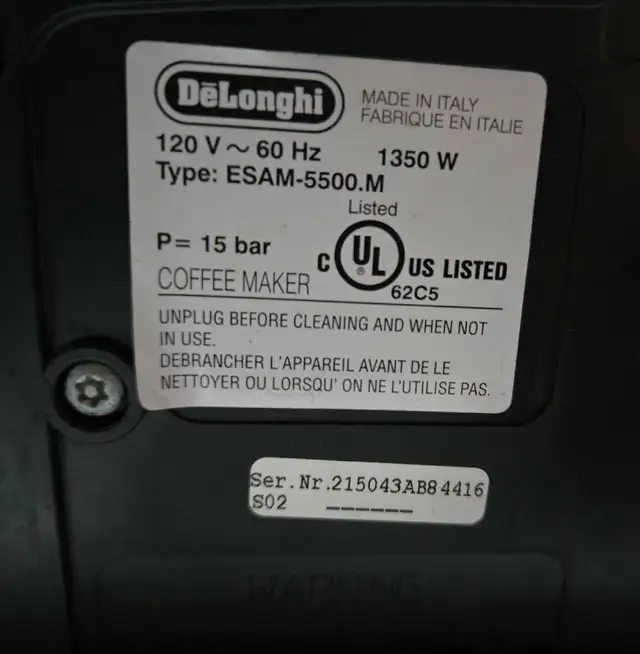 DēLonghi
MADE IN ITALY
FABRIQUE EN ITALIE
120 V ~ 60 Hz 1350 W
Type: ESAM-5500.M
Listed
P= 15 bar
C UL ® US LISTED
COFFEE MAKER 62C5
UNPLUG BEFORE CLEANING AND WHEN NOT
IN USE.
DEBRANCHER L'APPAREIL AVANT DE LE
NETTOYER OU LORSQU' ON NE L'UTILISE PAS.
Ser.Nr.215043AB84416
S02 ______
WARNING